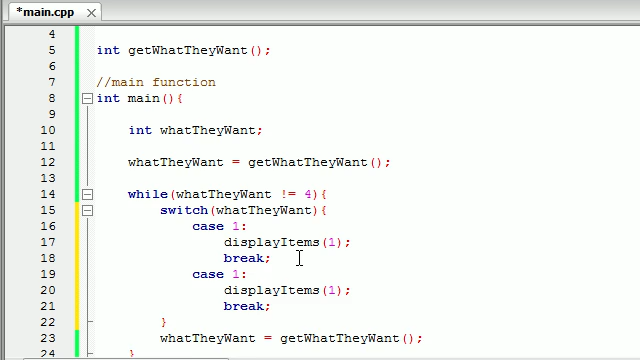 *main.cpp
4
5 int getWhatTheyWant();
6
7 //main function
8 int main(){
9
10 int whatTheyWant;
11
12 whatTheyWant = getWhatTheyWant();
13
14 while(whatTheyWant != 4){
15 switch(whatTheyWant){
16 case 1:
17 displayItems(1);
18 break;
19 case 1:
20 displayItems(1);
21 break;
22 }
23 whatTheyWant = getWhatTheyWant();
24 }